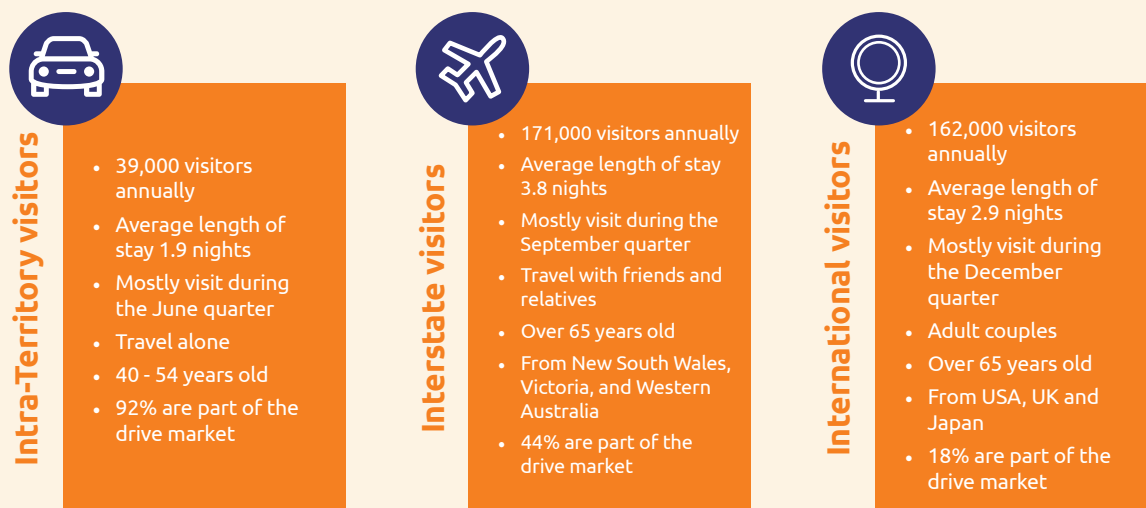 Intra-Territory visitors
• 39,000 visitors
annually
• Average length of
stay 1.9 nights
• Mostly visit during
the June quarter
• Travel alone
• 40 - 54 years old
• 92% are part of the
drive market
Interstate visitors
• 171,000 visitors annually
• Average length of stay
3.8 nights
• Mostly visit during the
September quarter
• Travel with friends and
relatives
• Over 65 years old
• From New South Wales,
Victoria, and Western
Australia
• 44% are part of the
drive market
International visitors
• 162,000 visitors
annually
• Average length of
stay 2.9 nights
• Mostly visit during
the December
quarter
• Adult couples
• Over 65 years old
• From USA, UK and
Japan
• 18% are part of the
drive market